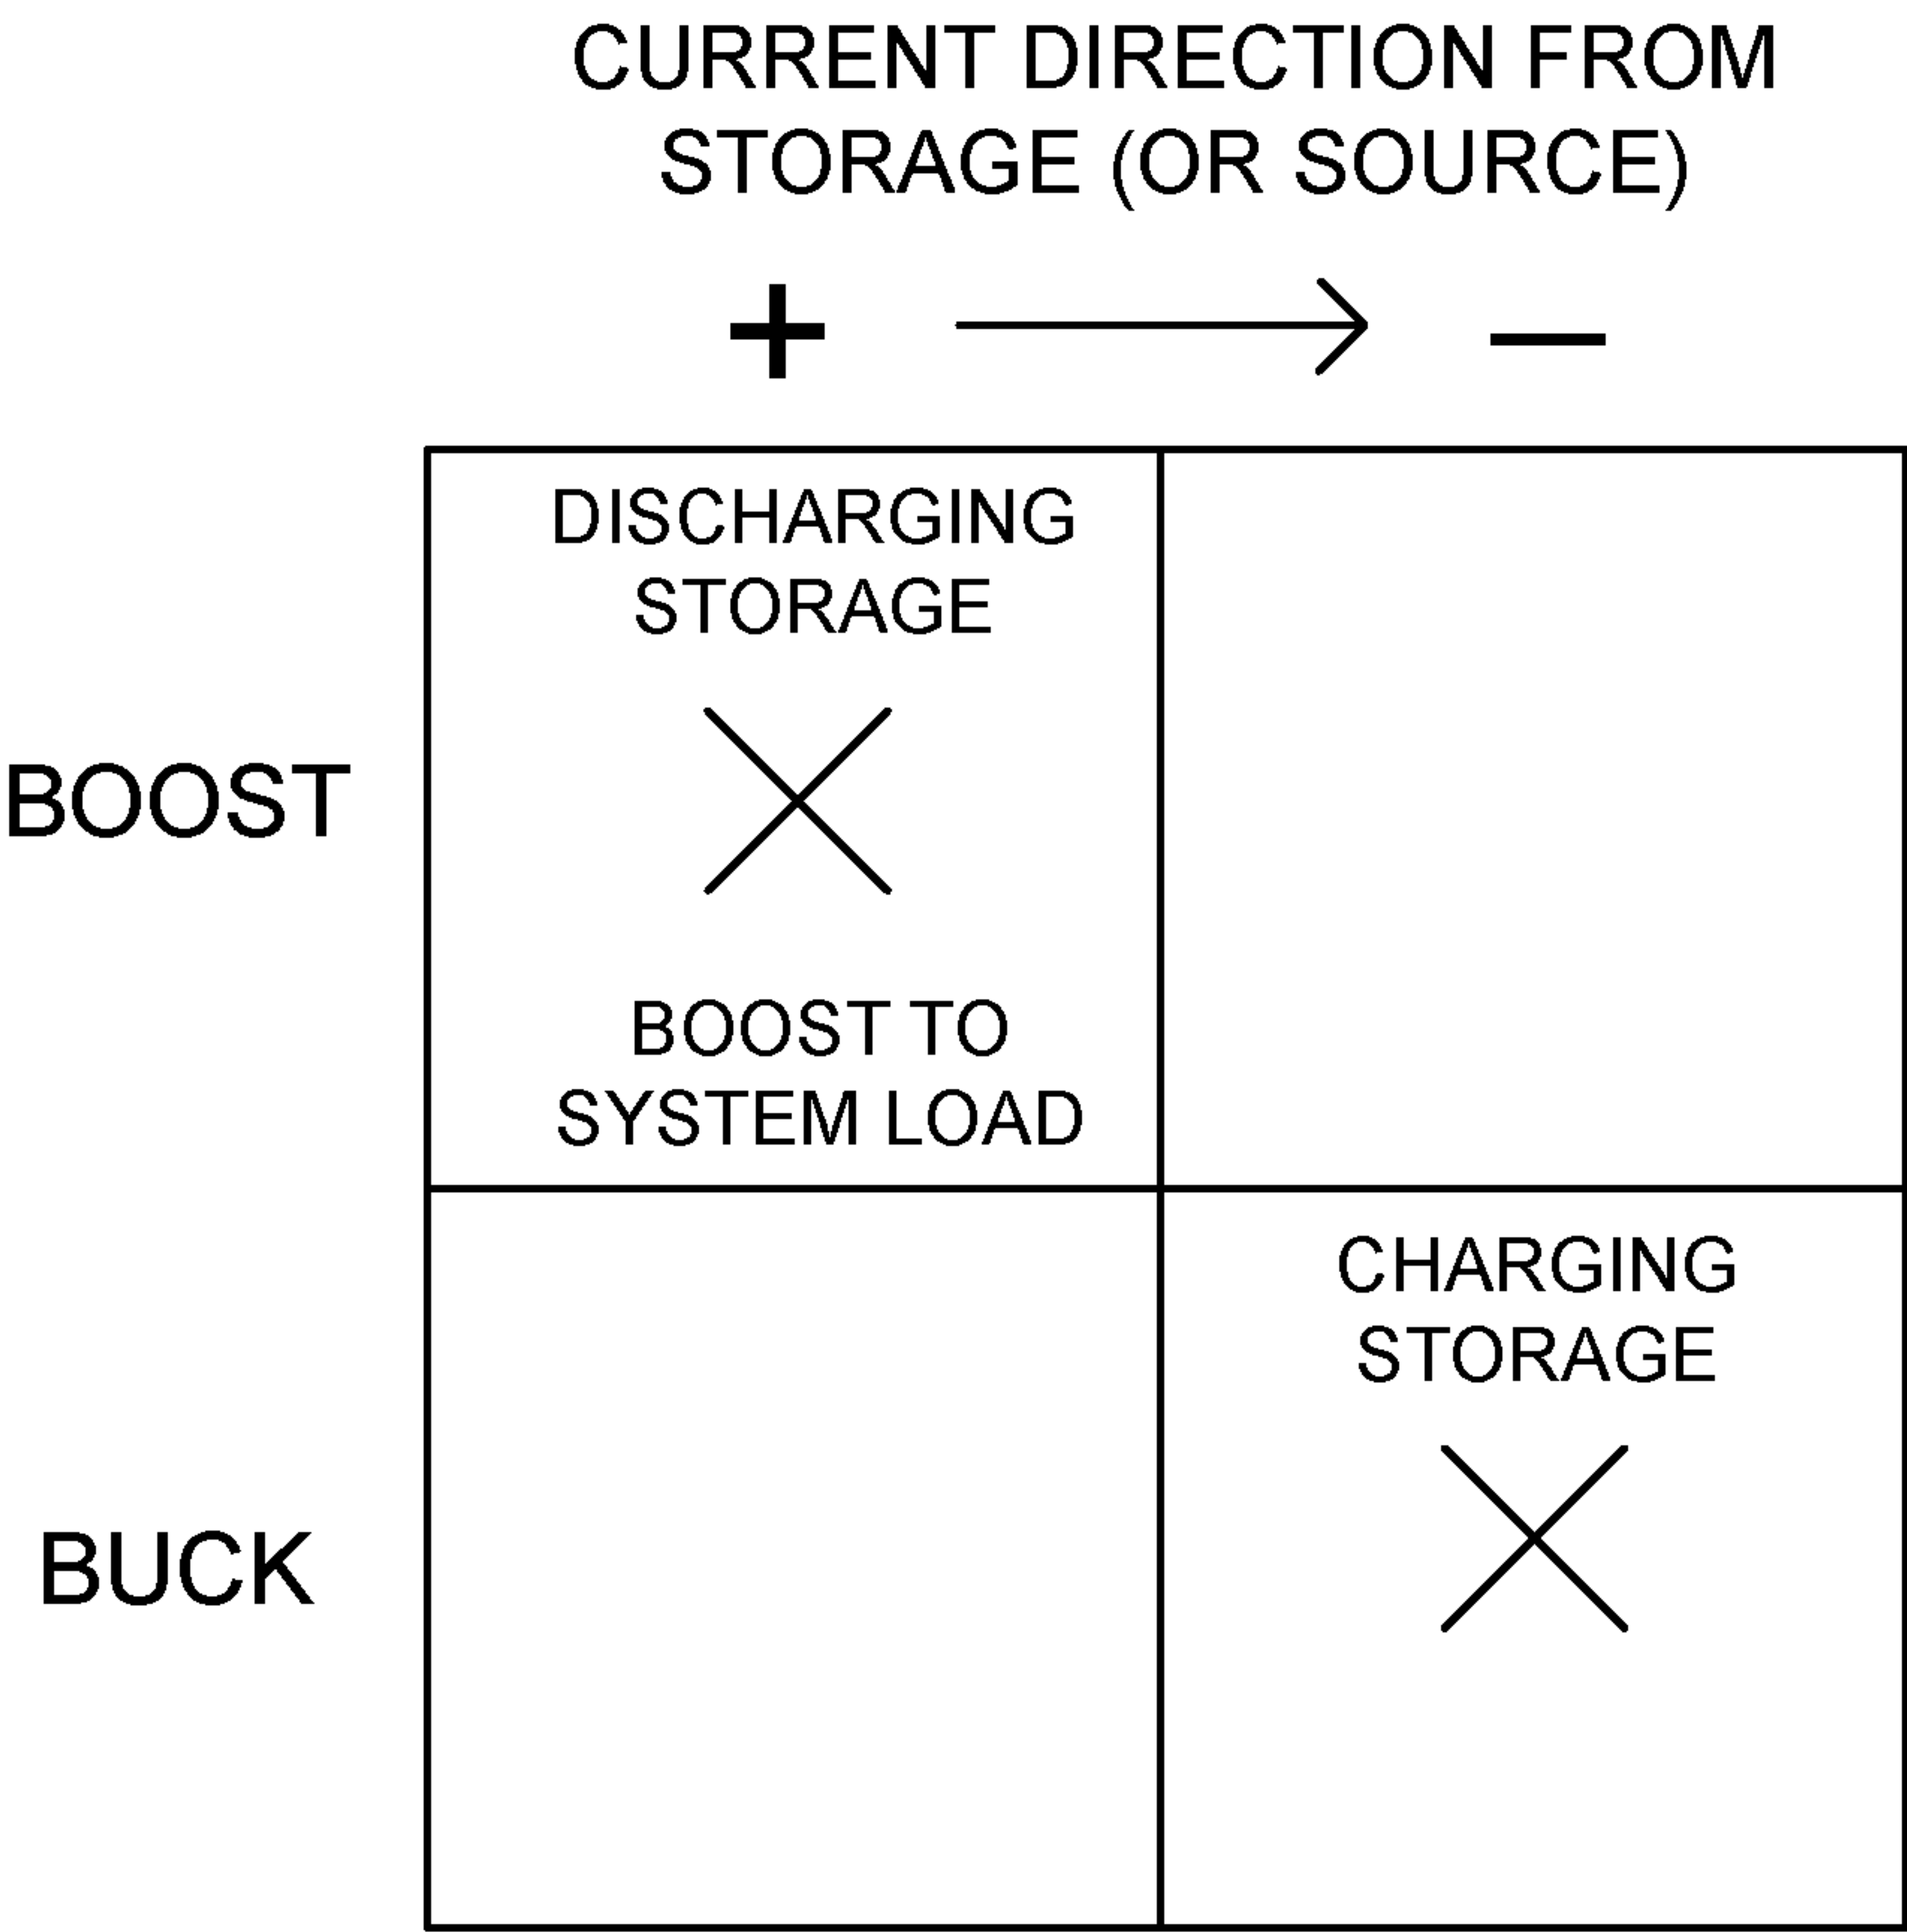 CURRENT DIRECTION FROM
STORAGE (OR SOURCE)
+ → −
DISCHARGING
STORAGE
BOOST
BOOST TO
SYSTEM LOAD
CHARGING
STORAGE
BUCK